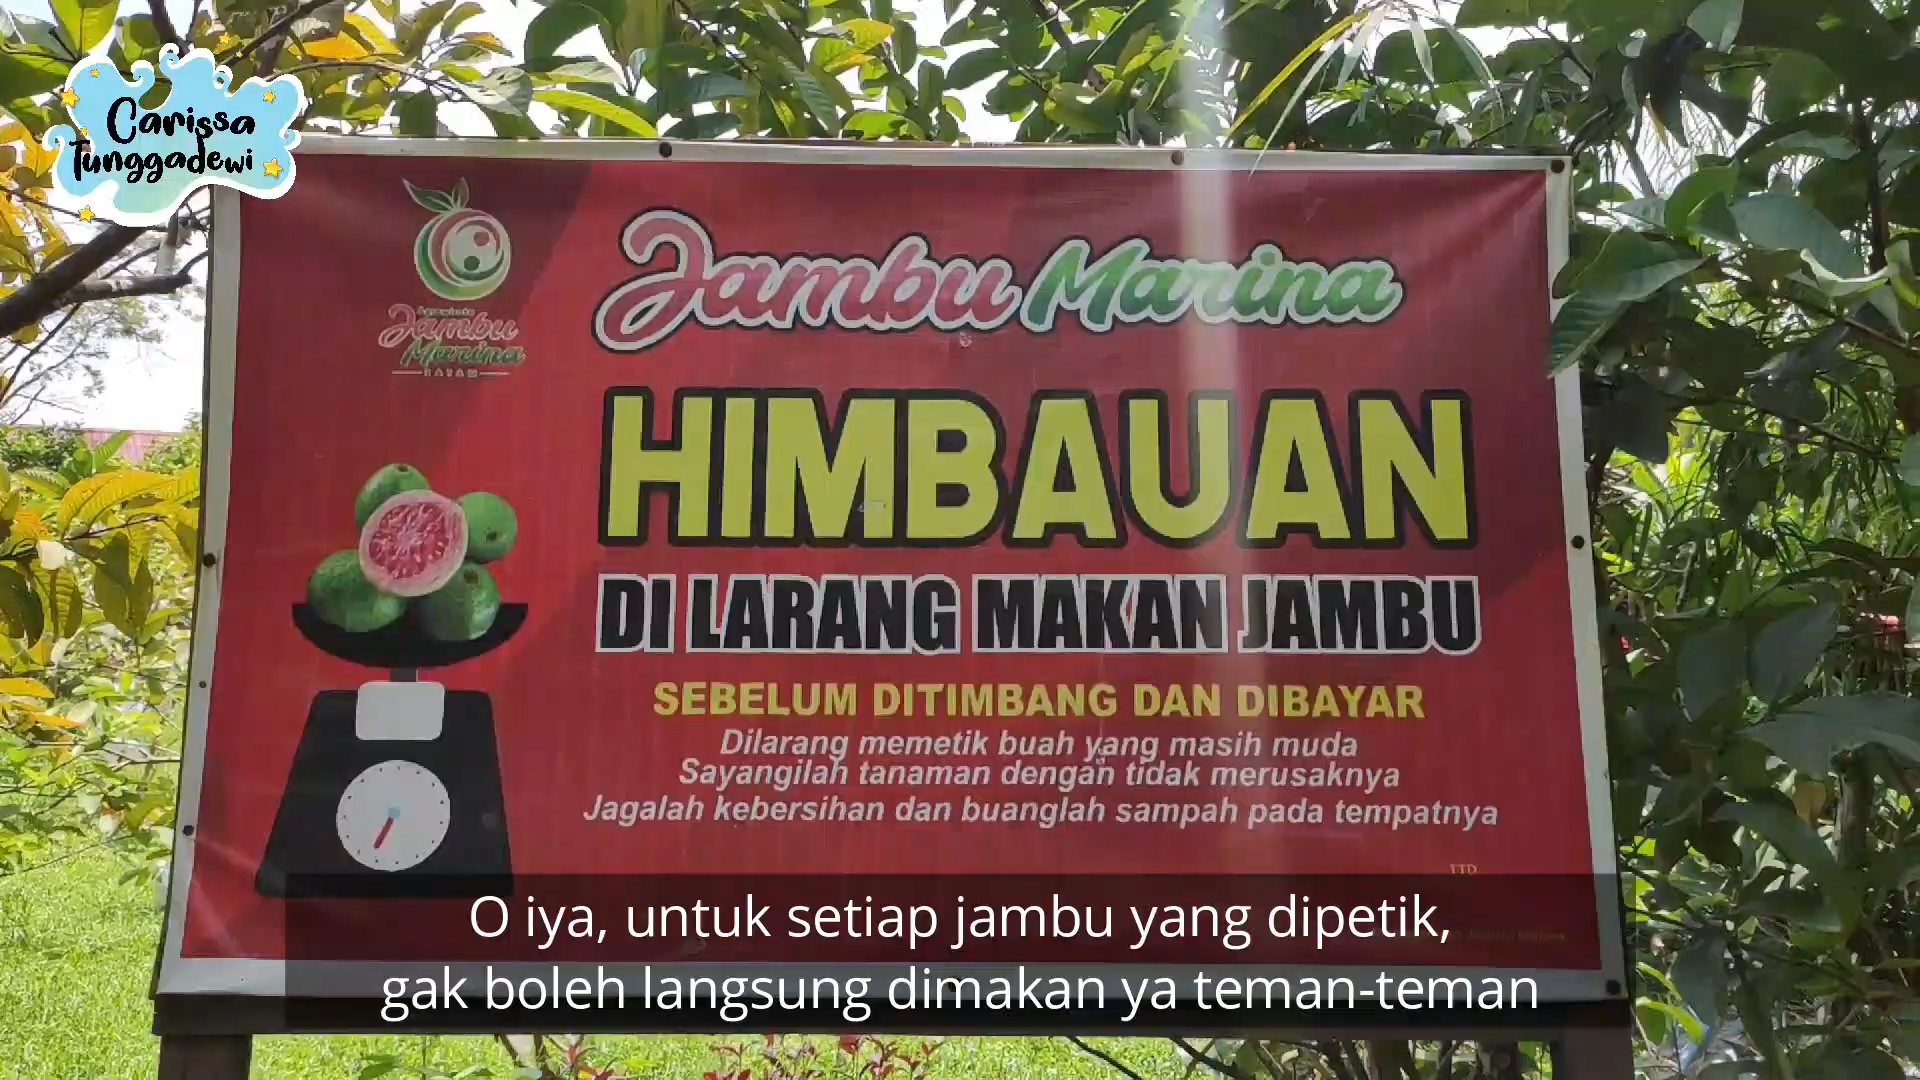 Carissa
Tunggadewi
Agrowisata
Jambu
Marina
BATAM
Jambu Marina
HIMBAUAN
DI LARANG MAKAN JAMBU
SEBELUM DITIMBANG DAN DIBAYAR
Dilarang memetik buah yang masih muda
Sayangilah tanaman dengan tidak merusaknya
Jagalah kebersihan dan buanglah sampah pada tempatnya
TTD
O iya, untuk setiap jambu yang dipetik,
gak boleh langsung dimakan ya teman-teman